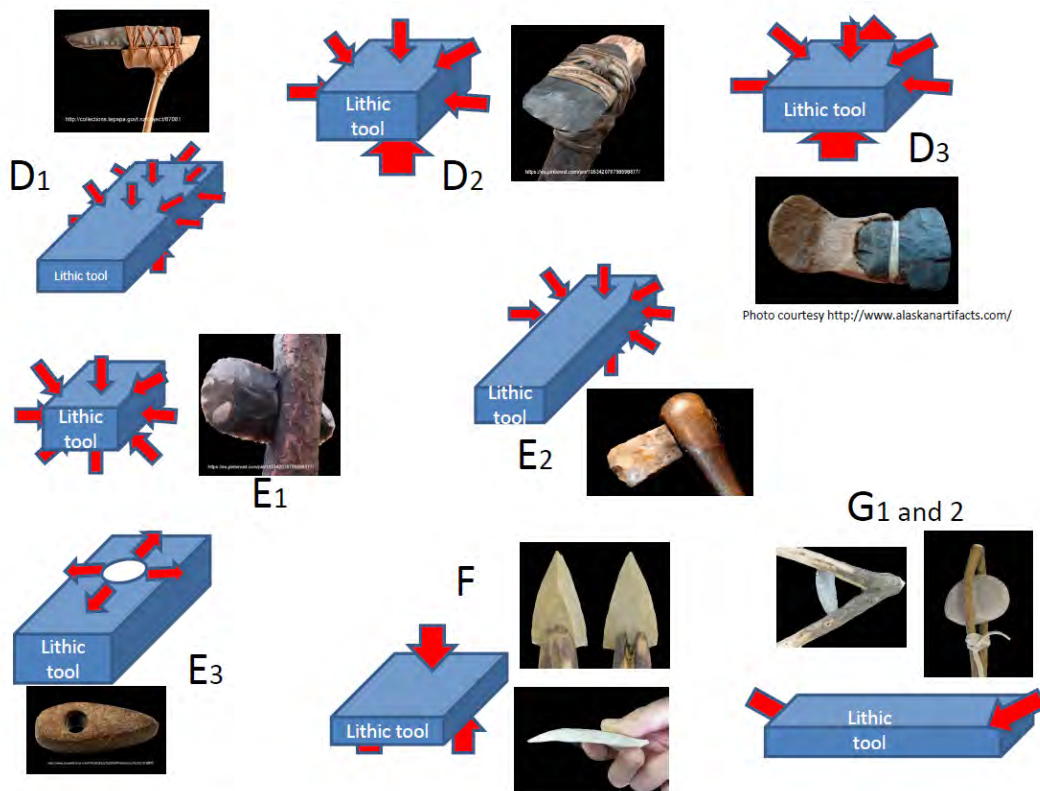 D1
Lithic tool
Lithic
tool
D2
Lithic tool
D3
Photo courtesy http://www.alaskanartifacts.com/
Lithic
tool
E1
Lithic
tool
E2
Lithic
tool
E3
F
Lithic tool
G1 and 2
Lithic
tool